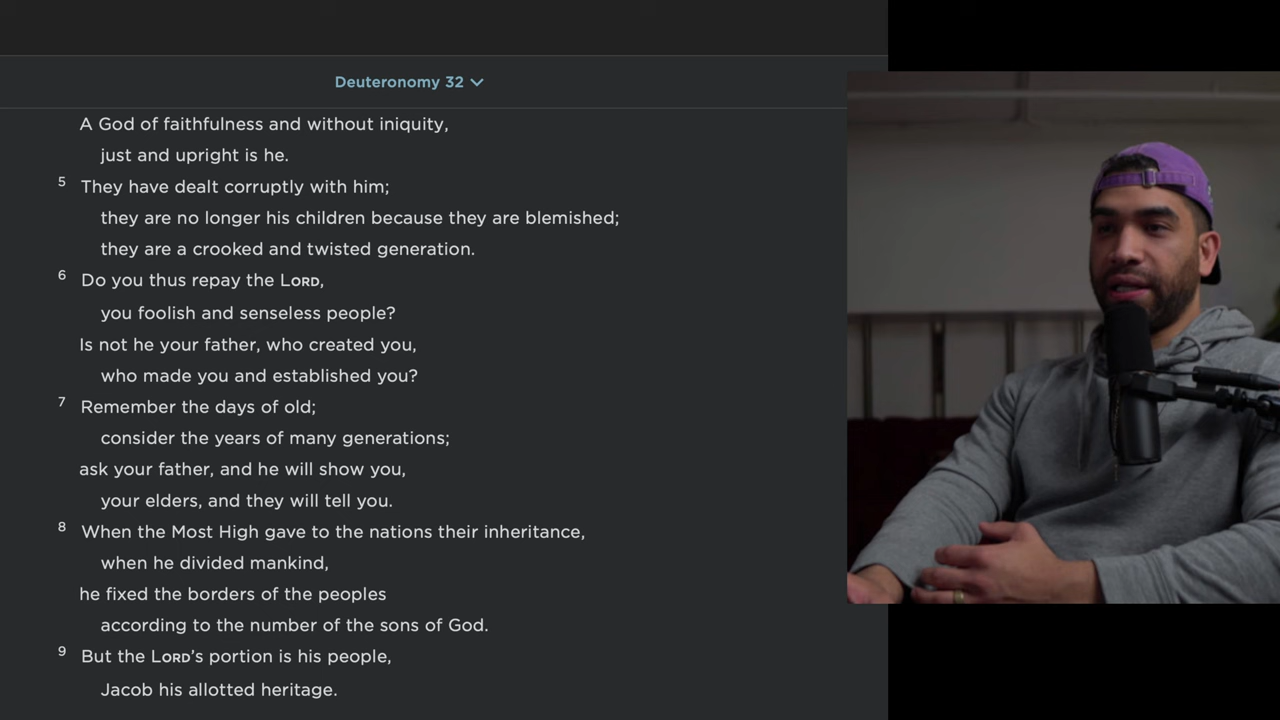 Deuteronomy 32
A God of faithfulness and without iniquity,
just and upright is he.
5 They have dealt corruptly with him;
they are no longer his children because they are blemished;
they are a crooked and twisted generation.
6 Do you thus repay the LORD,
you foolish and senseless people?
Is not he your father, who created you,
who made you and established you?
7 Remember the days of old;
consider the years of many generations;
ask your father, and he will show you,
your elders, and they will tell you.
8 When the Most High gave to the nations their inheritance,
when he divided mankind,
he fixed the borders of the peoples
according to the number of the sons of God.
9 But the LORD’s portion is his people,
Jacob his allotted heritage.